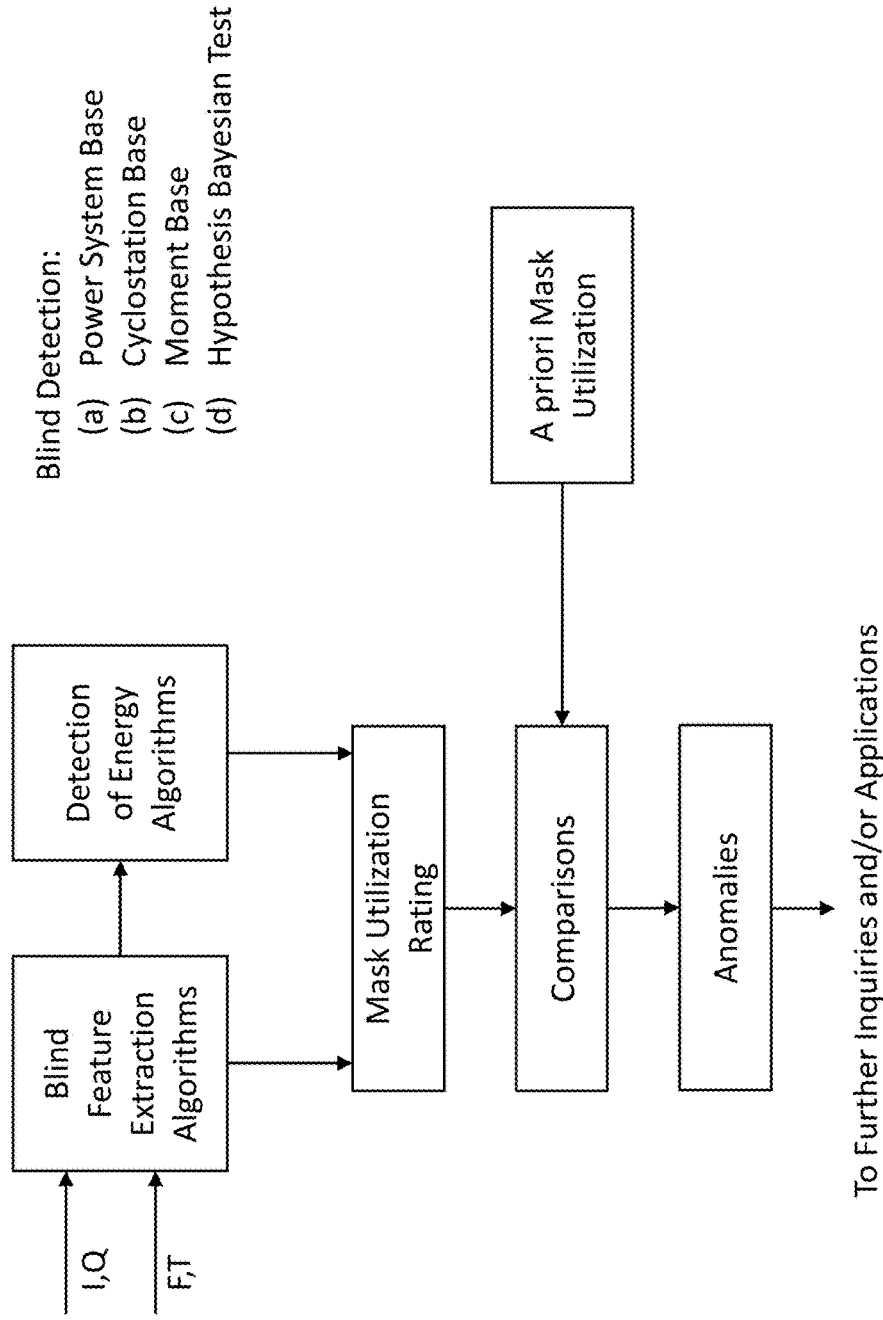 I,Q
F,T
Blind
Feature
Extraction
Algorithms
Detection
of Energy
Algorithms
Blind Detection:
(a) Power System Base
(b) Cyclostation Base
(c) Moment Base
(d) Hypothesis Bayesian Test
Mask Utilization
Rating
Comparisons
A priori Mask
Utilization
Anomalies
To Further Inquiries and/or Applications